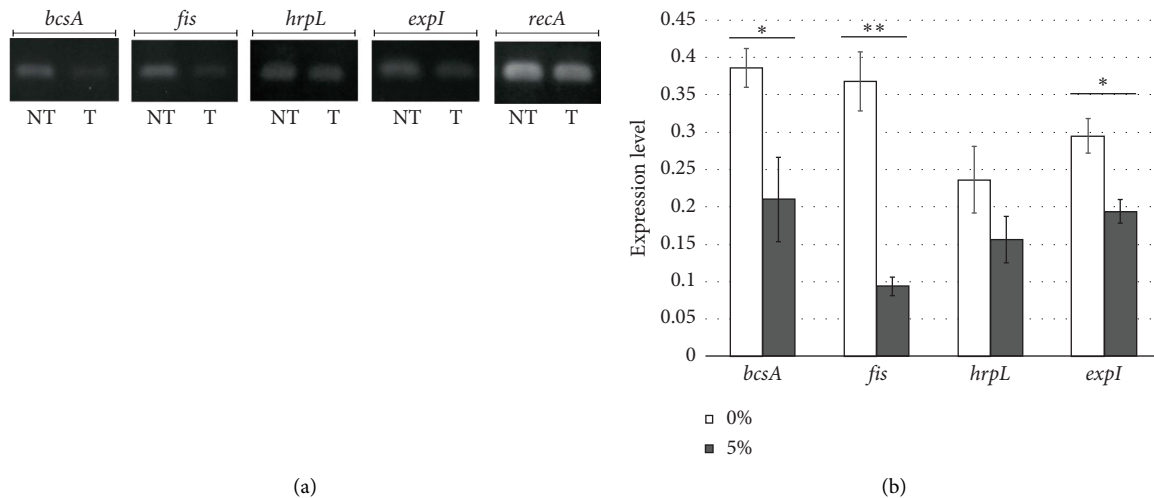 bcsA fis hrpL expI recA
NT T NT T NT T NT T NT T
(a)
Expression level
0.45
0.4
0.35
0.3
0.25
0.2
0.15
0.1
0.05
0
* ** *
bcsA fis hrpL expI
0%
5%
(b)